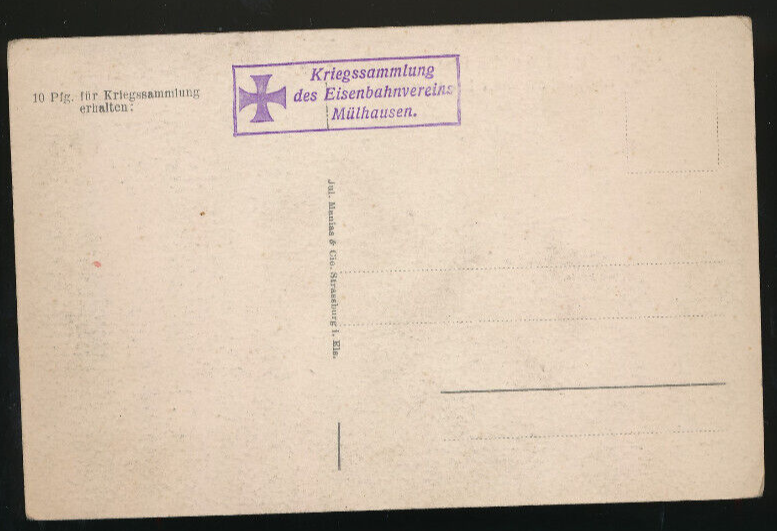 10 Pfg. für Kriegssammlung
erhalten:
Kriegssammlung
des Eisenbahnvereins
Mülhausen.
Jul. Manias & Cie. Strassburg i. Els.